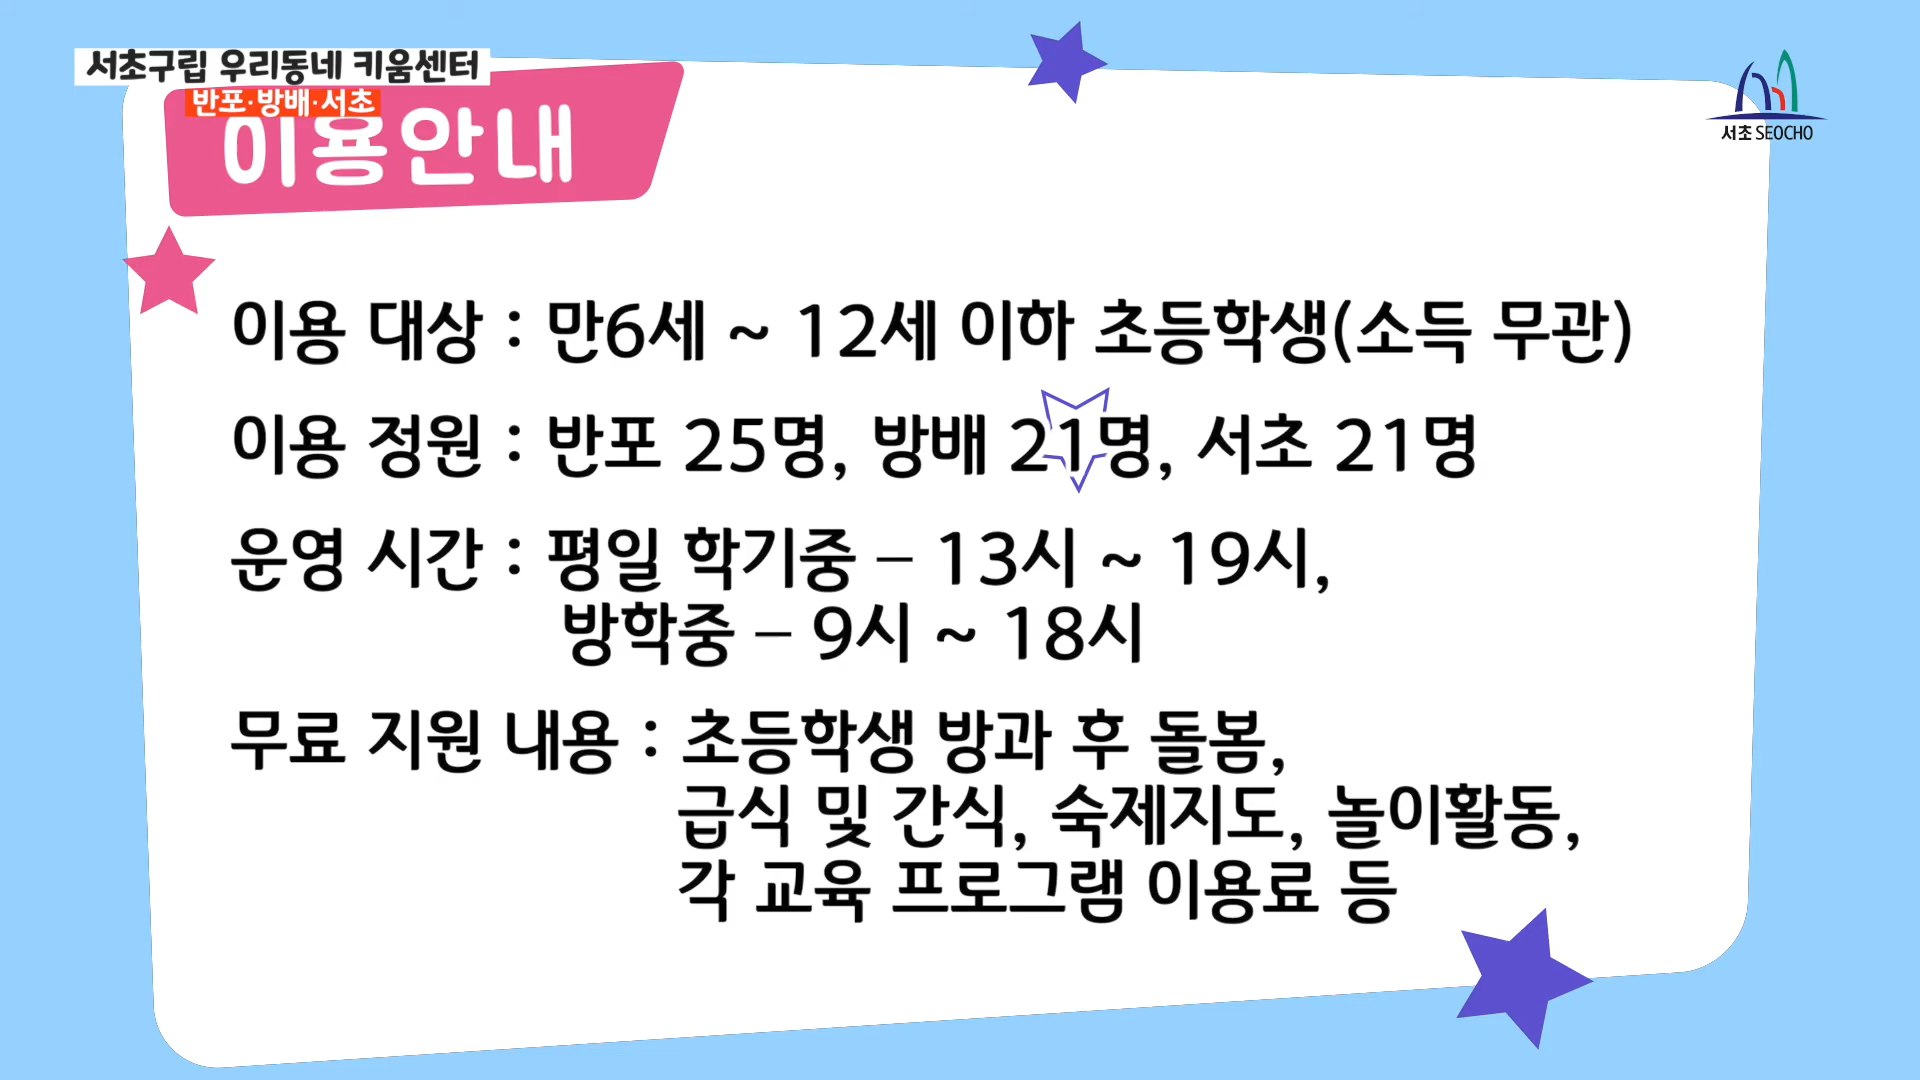 서초구립 우리동네 키움센터
반포·방배·서초
이용안내
서초 SEOCHO
이용 대상 : 만6세 ~ 12세 이하 초등학생(소득 무관)
이용 정원 : 반포 25명, 방배 21명, 서초 21명
운영 시간 : 평일 학기중 – 13시 ~ 19시,
방학중 – 9시 ~ 18시
무료 지원 내용 : 초등학생 방과 후 돌봄,
급식 및 간식, 숙제지도, 놀이활동,
각 교육 프로그램 이용료 등